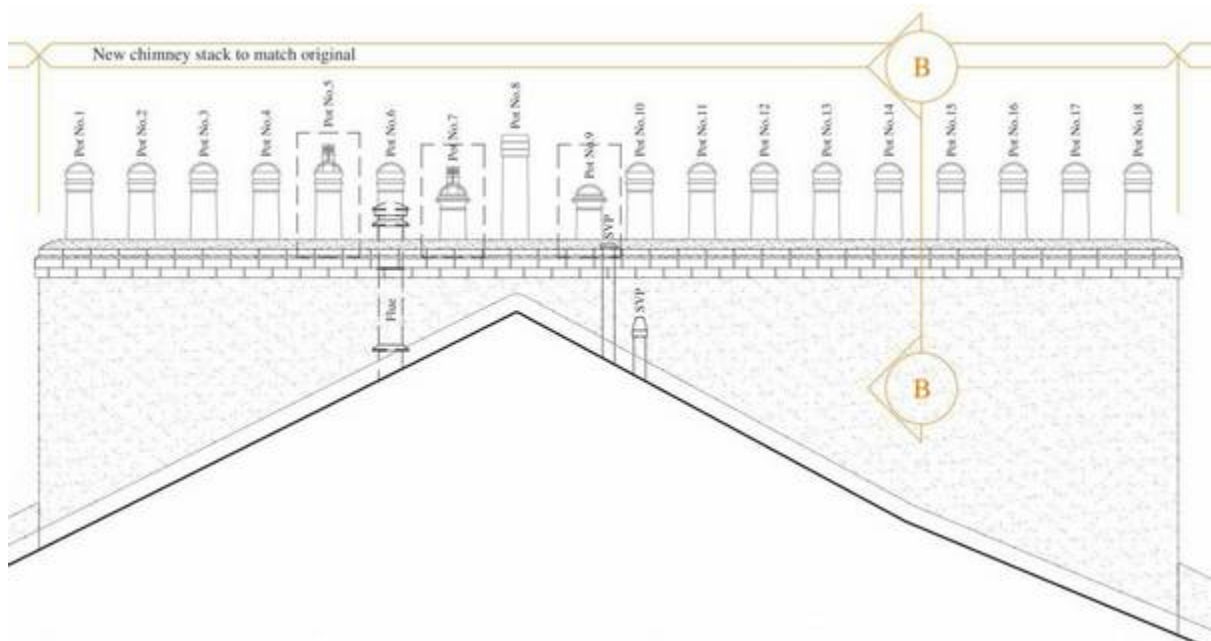 New chimney stack to match original
B
Pot No.1
Pot No.2
Pot No.3
Pot No.4
Pot No.5
Pot No.6
Pot No.7
Pot No.8
Pot No.9
Pot No.10
Pot No.11
Pot No.12
Pot No.13
Pot No.14
Pot No.15
Pot No.16
Pot No.17
Pot No.18
SVP
Flue
SVP
B